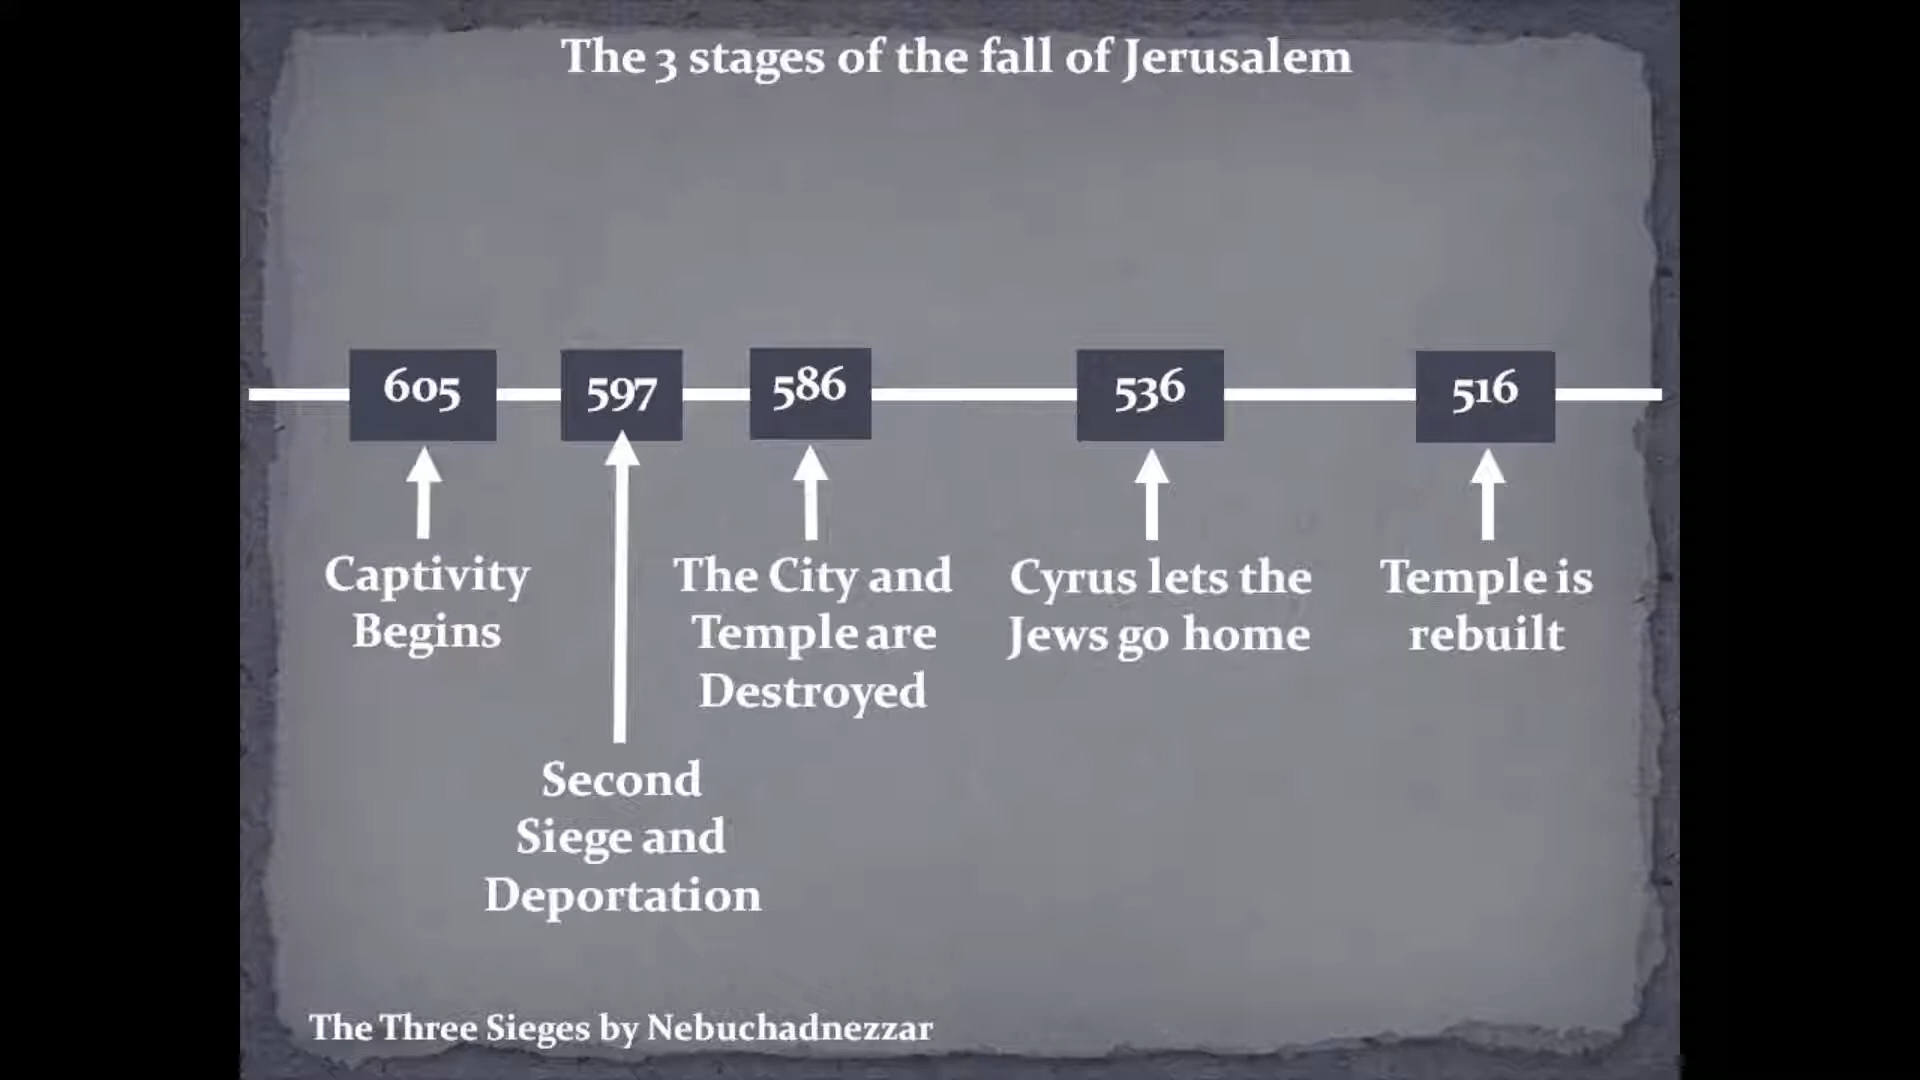 The 3 stages of the fall of Jerusalem
605
597
586
536
516
Captivity
Begins
Second
Siege and
Deportation
The City and
Temple are
Destroyed
Cyrus lets the
Jews go home
Temple is
rebuilt
The Three Sieges by Nebuchadnezzar